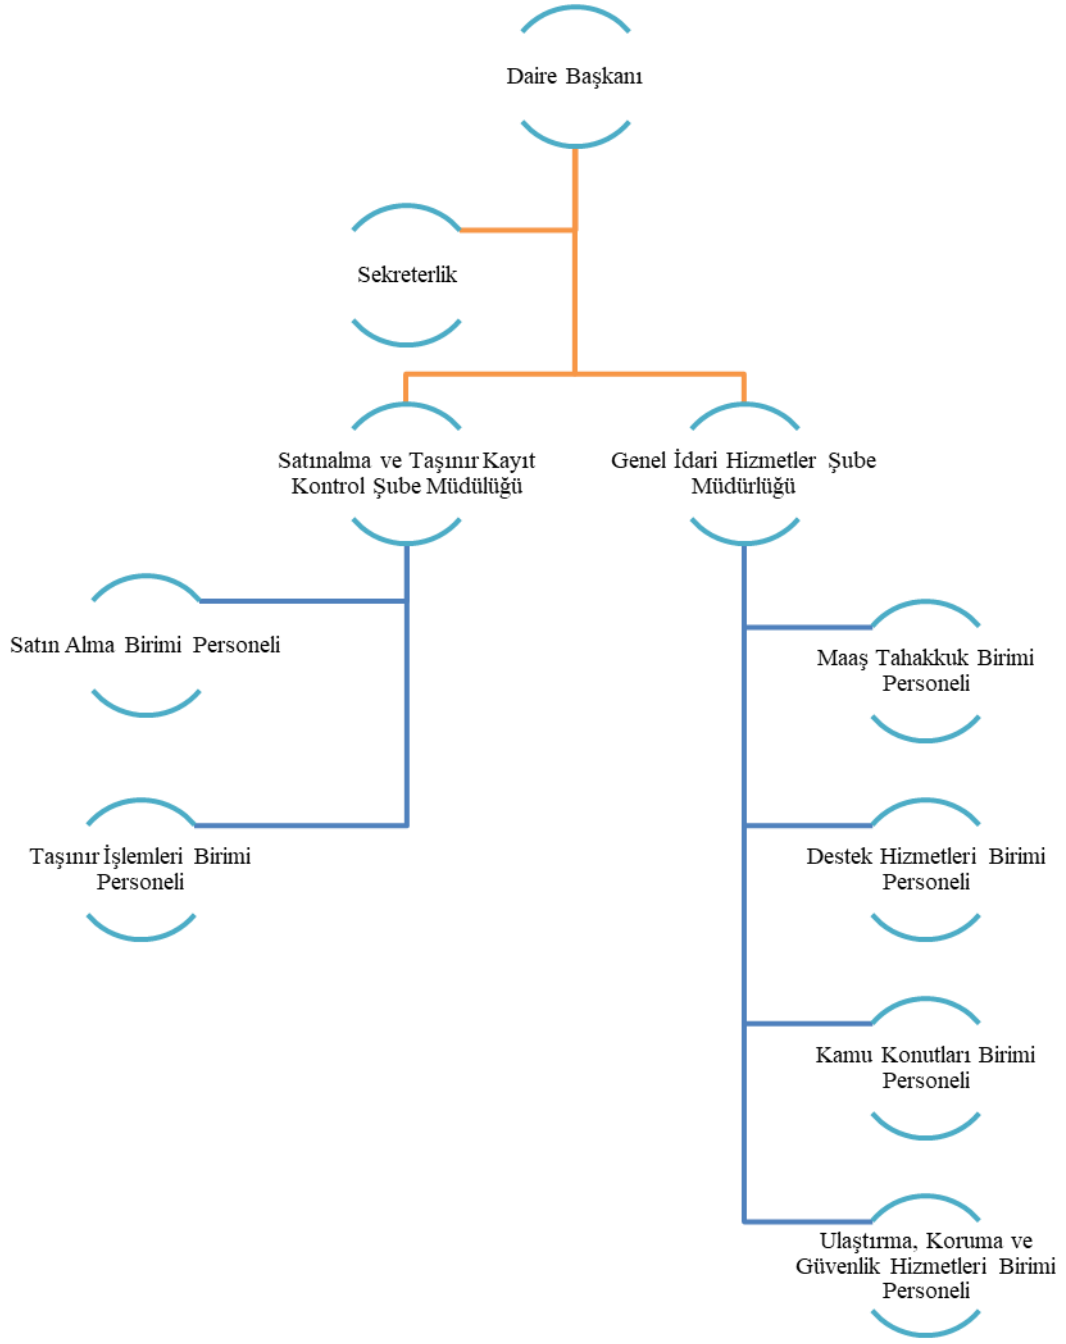 Daire Başkanı
Sekreterlik
Satınalma ve Taşınır Kayıt
Kontrol Şube Müdülüğü
Genel İdari Hizmetler Şube
Müdürlüğü
Satın Alma Birimi Personeli
Taşınır İşlemleri Birimi
Personeli
Maaş Tahakkuk Birimi
Personeli
Destek Hizmetleri Birimi
Personeli
Kamu Konutları Birimi
Personeli
Ulaştırma, Koruma ve
Güvenlik Hizmetleri Birimi
Personeli